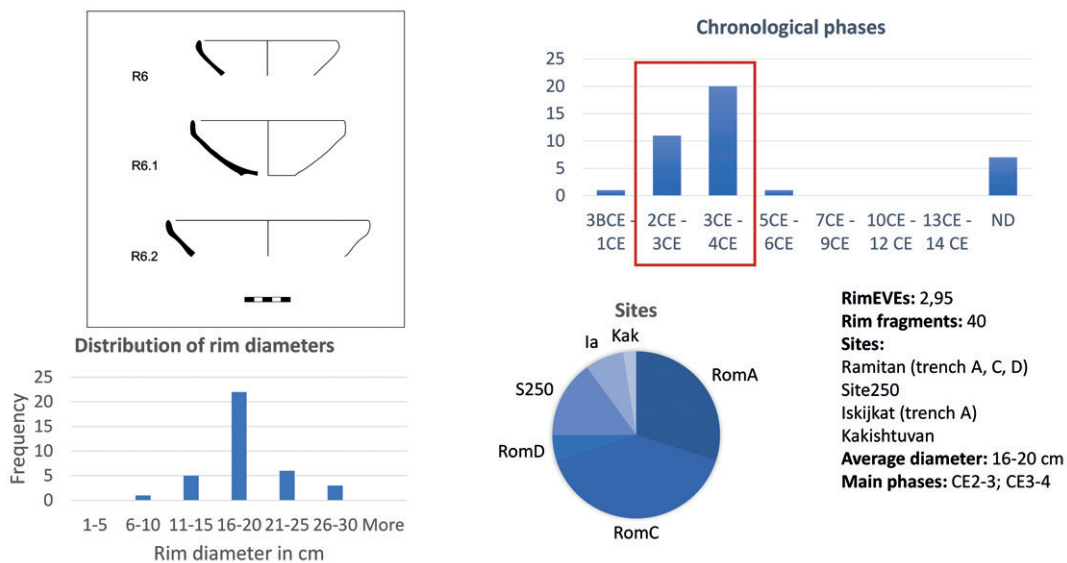 R6
R6.1
R6.2
Distribution of rim diameters
Frequency
25
20
15
10
5
0
1-5 6-10 11-15 16-20 21-25 26-30 More
Rim diameter in cm
Chronological phases
25
20
15
10
5
0
3BCE - 2CE - 3CE - 5CE - 7CE - 10CE - 13CE - ND
1CE 3CE 4CE 6CE 9CE 12 CE 14 CE
Sites
Kak
Ia
S250
RomA
RomD
RomC
RimEVEs: 2,95
Rim fragments: 40
Sites:
Ramitan (trench A, C, D)
Site250
Iskijkat (trench A)
Kakishtuvan
Average diameter: 16-20 cm
Main phases: CE2-3; CE3-4